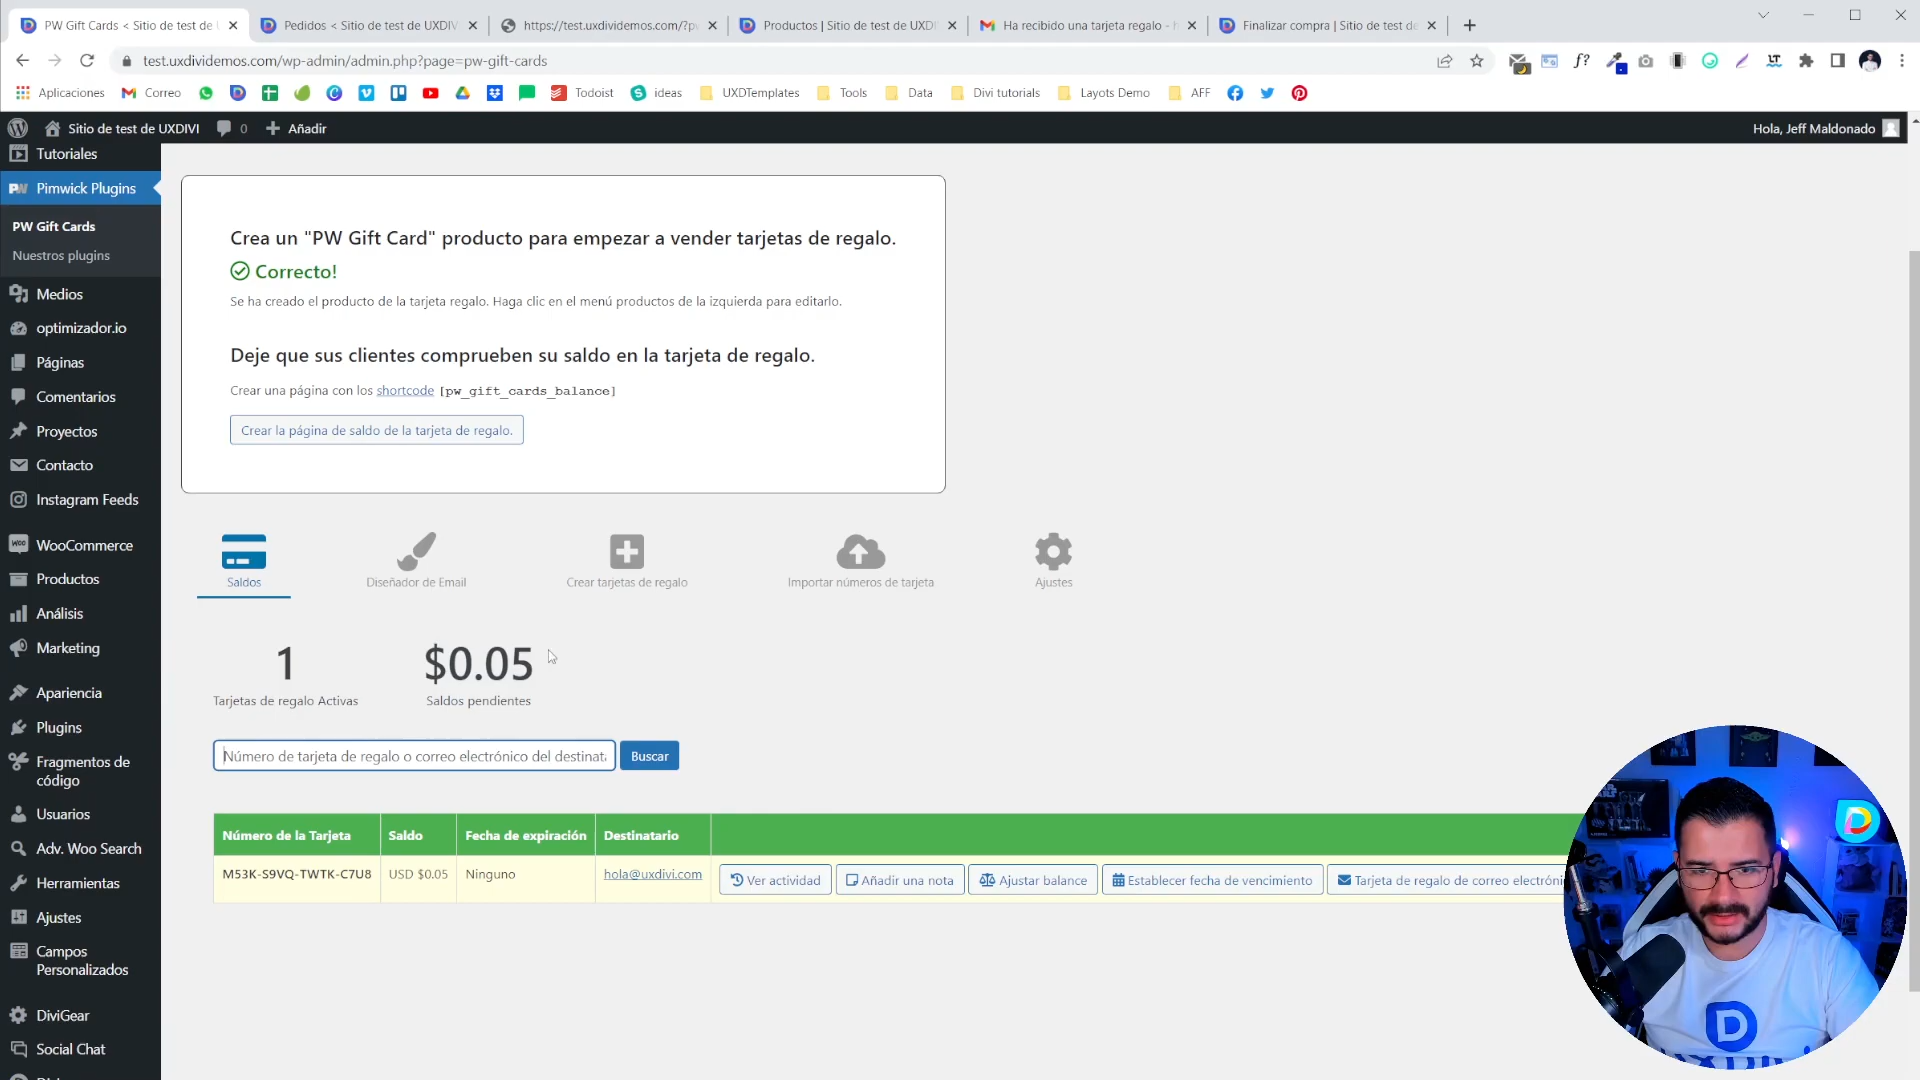 PW Gift Cards < Sitio de test de
Pedidos < Sitio de test de UXDIV
https://test.uxdividemos.com/?p
Productos | Sitio de test de UXD
Ha recibido una tarjeta regalo - h
Finalizar compra | Sitio de test de
test.uxdividemos.com/wp-admin/admin.php?page=pw-gift-cards
Aplicaciones
Correo
Todoist
ideas
UXDTemplates
Tools
Data
Divi tutorials
Layots Demo
AFF
Sitio de test de UXDIVI
0
Añadir
Hola, Jeff Maldonado
Tutoriales
Pimwick Plugins
PW Gift Cards
Nuestros plugins
Medios
optimizador.io
Páginas
Comentarios
Proyectos
Contacto
Instagram Feeds
WooCommerce
Productos
Análisis
Marketing
Apariencia
Plugins
Fragmentos de
código
Usuarios
Adv. Woo Search
Herramientas
Ajustes
Campos
Personalizados
DiviGear
Social Chat
Crea un "PW Gift Card" producto para empezar a vender tarjetas de regalo.
Correcto!
Se ha creado el producto de la tarjeta regalo. Haga clic en el menú productos de la izquierda para editarlo.
Deje que sus clientes comprueben su saldo en la tarjeta de regalo.
Crear una página con los shortcode [pw_gift_cards_balance]
Crear la página de saldo de la tarjeta de regalo.
Saldos
Diseñador de Email
Crear tarjetas de regalo
Importar números de tarjeta
Ajustes
1
Tarjetas de regalo Activas
$0.05
Saldos pendientes
Número de tarjeta de regalo o correo electrónico del destinata
Buscar
Número de la Tarjeta
Saldo
Fecha de expiración
Destinatario
M53K-S9VQ-TWTK-C7U8
USD $0.05
Ninguno
hola@uxdivi.com
Ver actividad
Añadir una nota
Ajustar balance
Establecer fecha de vencimiento
Tarjeta de regalo de correo electróni